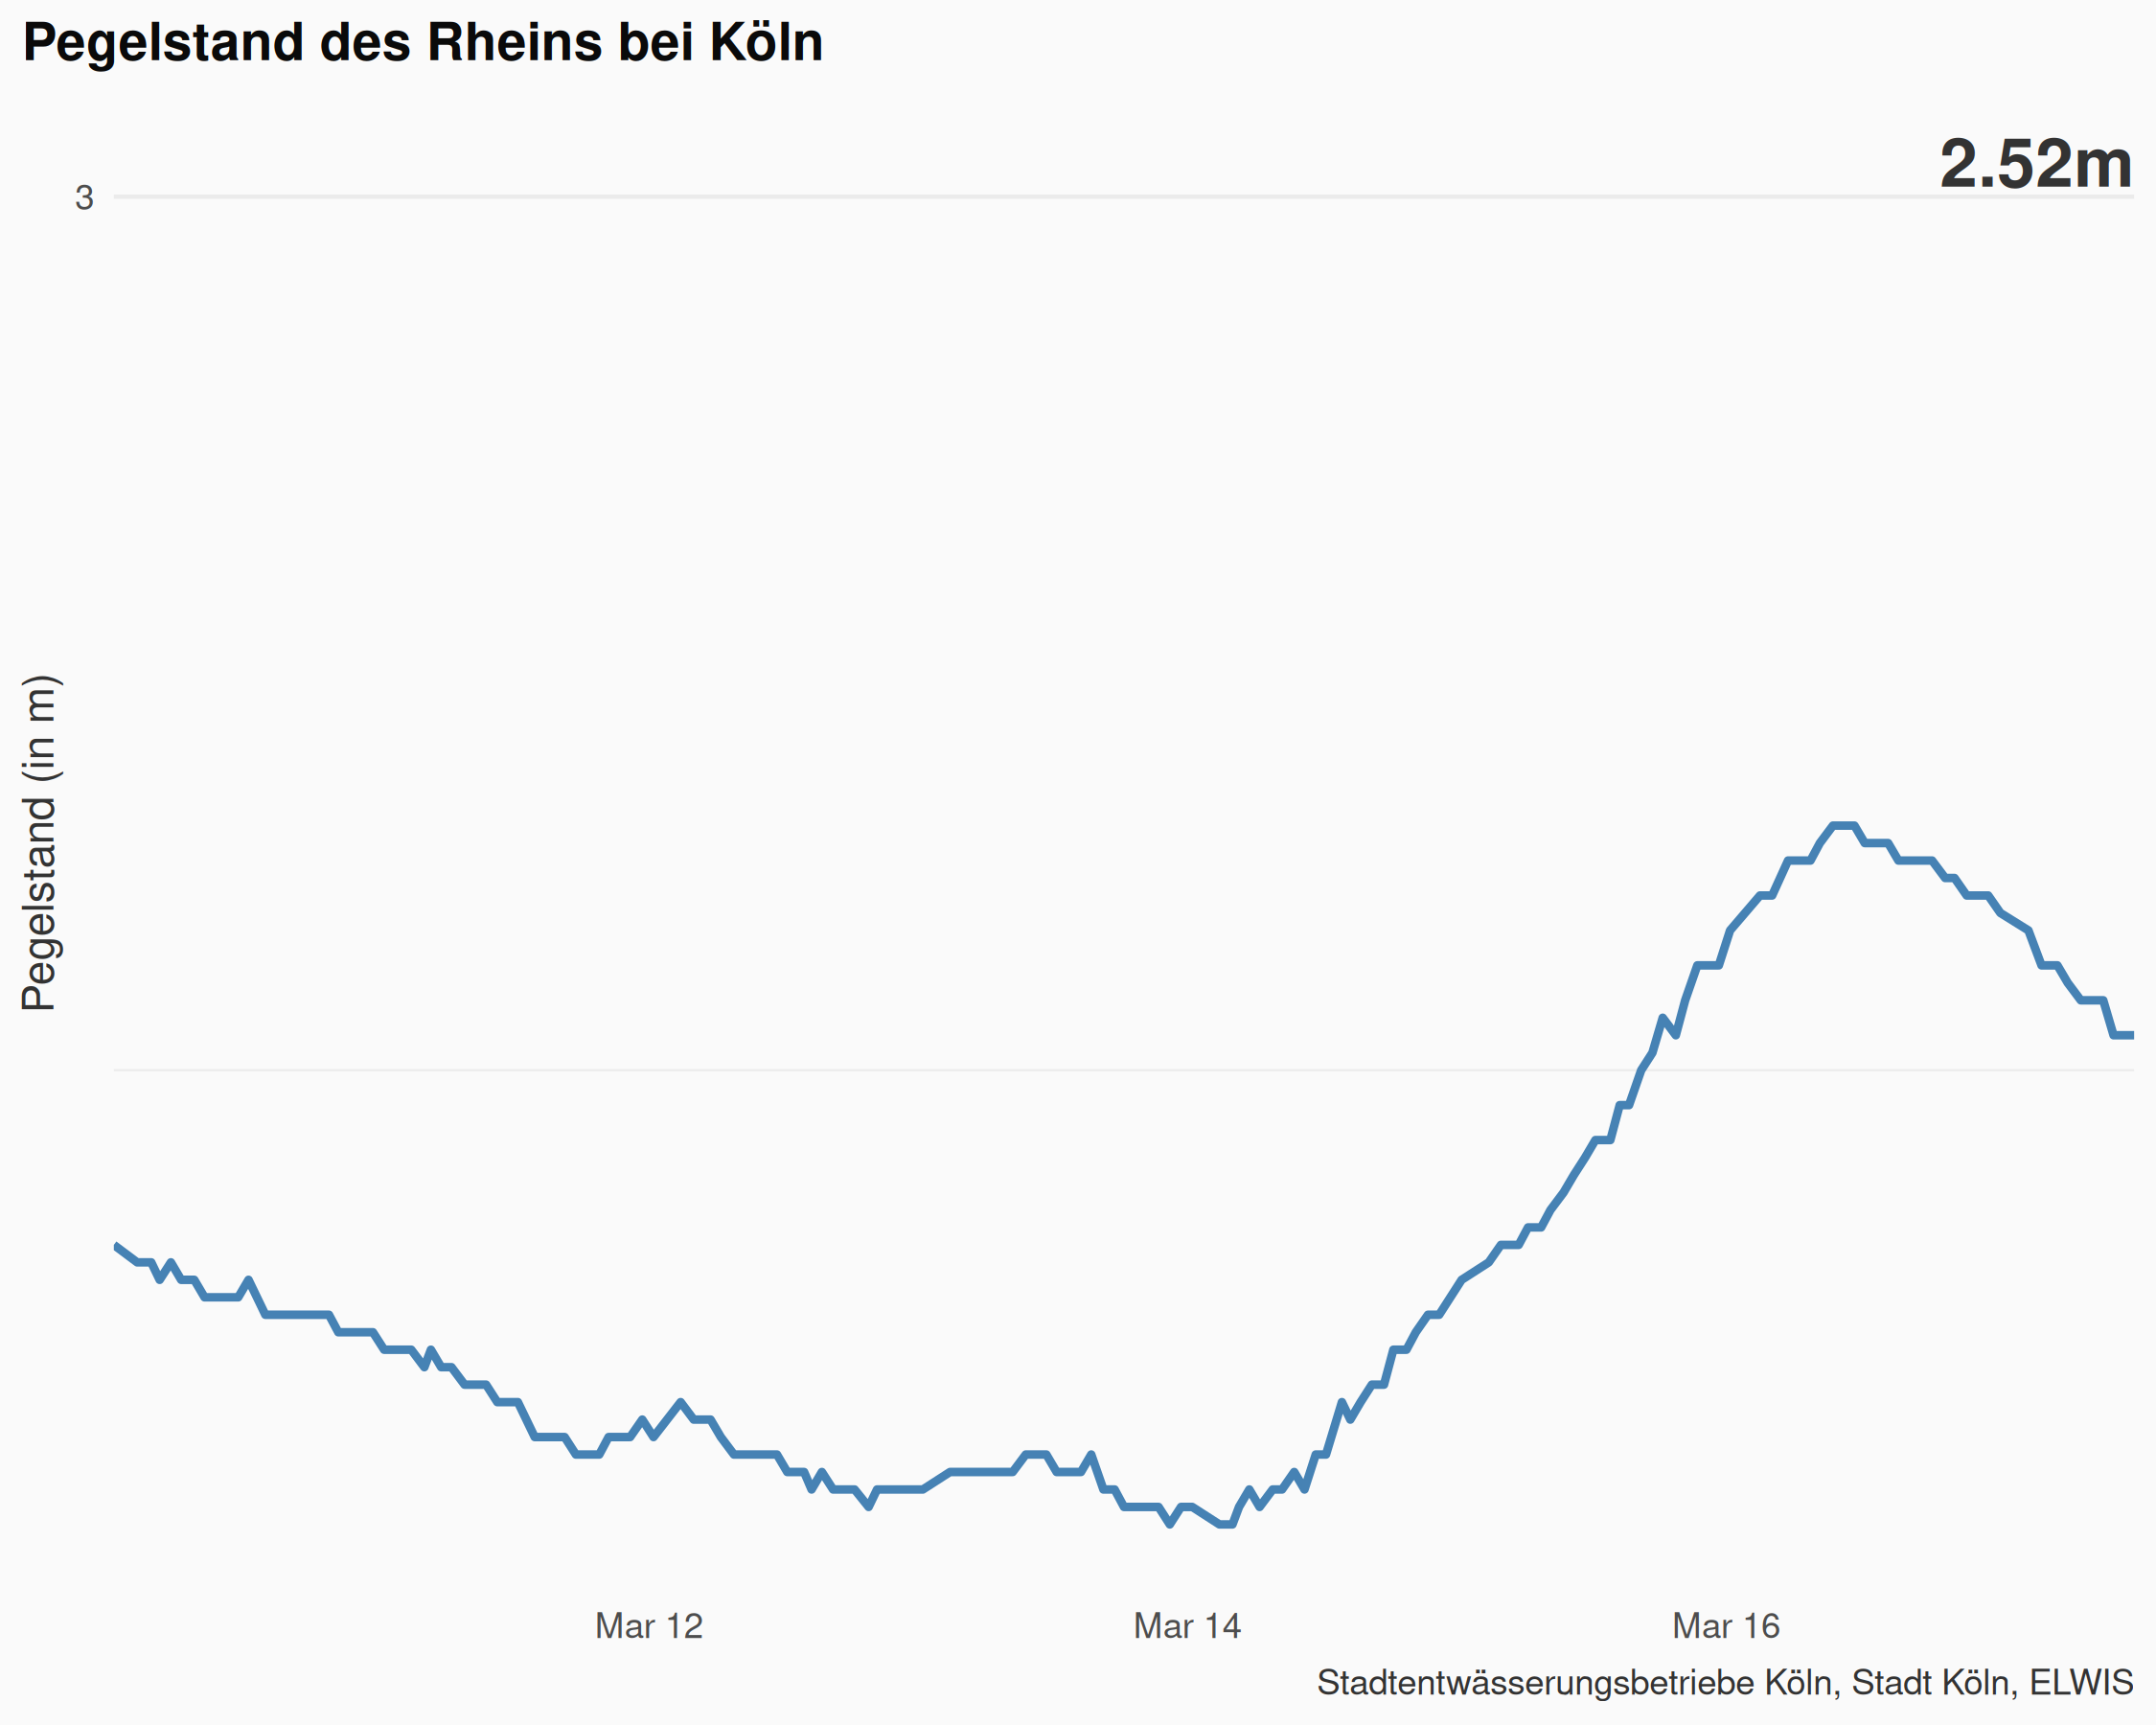 Pegelstand des Rheins bei Köln
2.52m
3
Pegelstand (in m)
Mar 12
Mar 14
Mar 16
Stadtentwässerungsbetriebe Köln, Stadt Köln, ELWIS